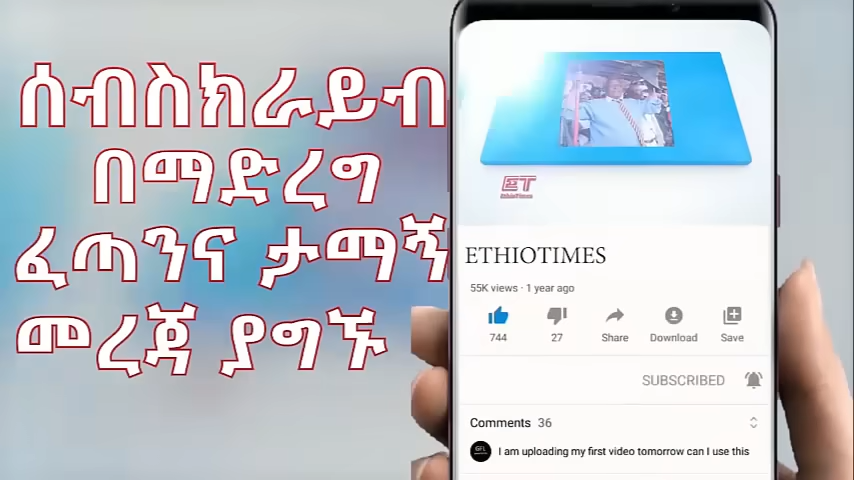 ሰብስክራይብ
በማድረግ
ፈጣንና ታማኝ
መረጃ ያግኙ
ET
EthioTimes
ETHIOTIMES
55K views · 1 year ago
744
27
Share
Download
Save
SUBSCRIBED
Comments 36
I am uploading my first video tomorrow can I use this